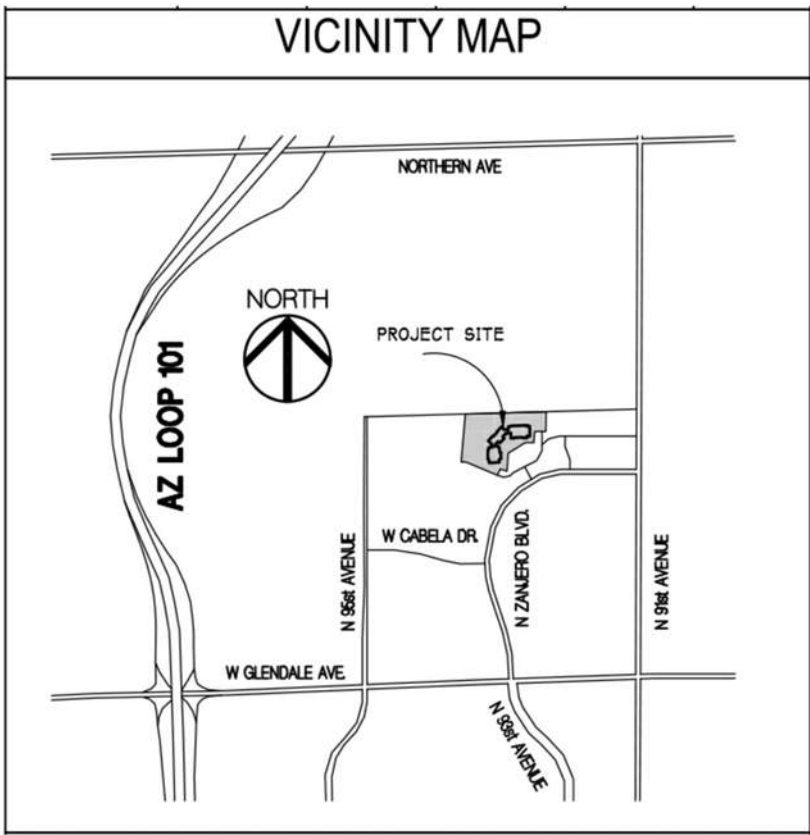 VICINITY MAP
NORTHERN AVE
NORTH
PROJECT SITE
AZ LOOP 101
W CABELA DR.
N 95st AVENUE
N ZANJERO BLVD.
N 91st AVENUE
W GLENDALE AVE.
N 93st AVENUE